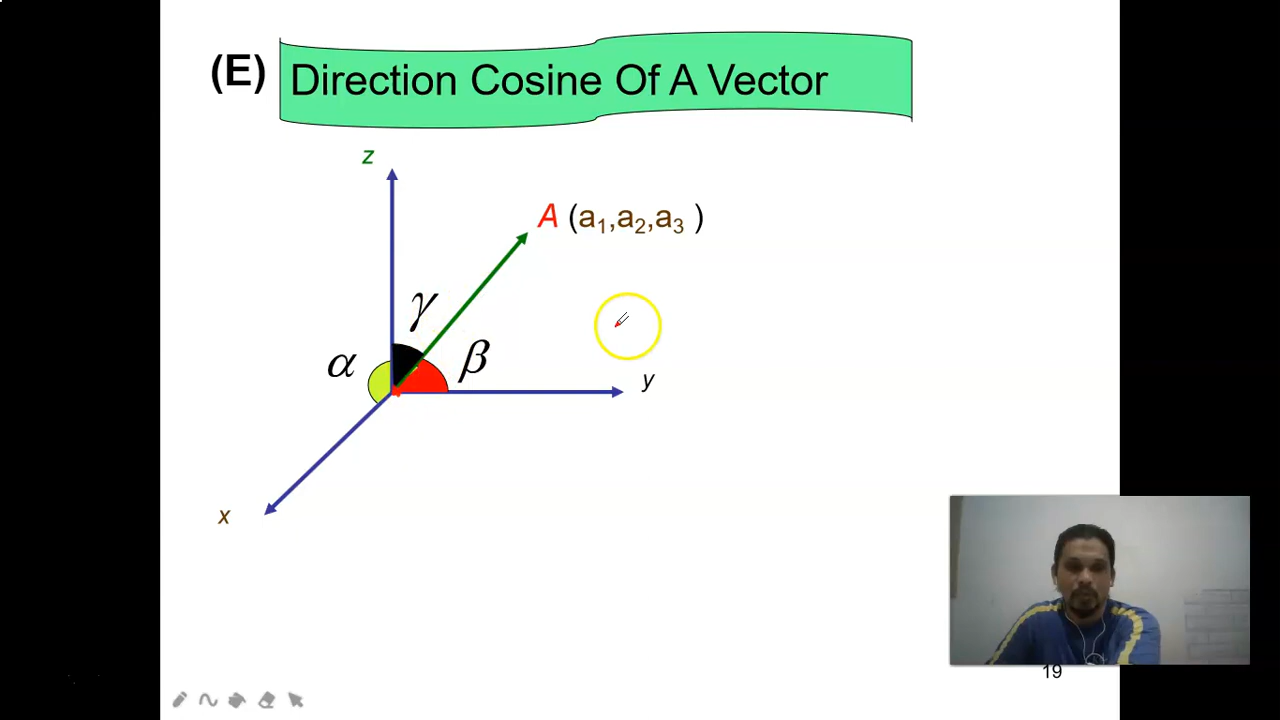 (E) Direction Cosine Of A Vector
z
A (a₁,a₂,a₃ )
γ
α
β
y
x
19